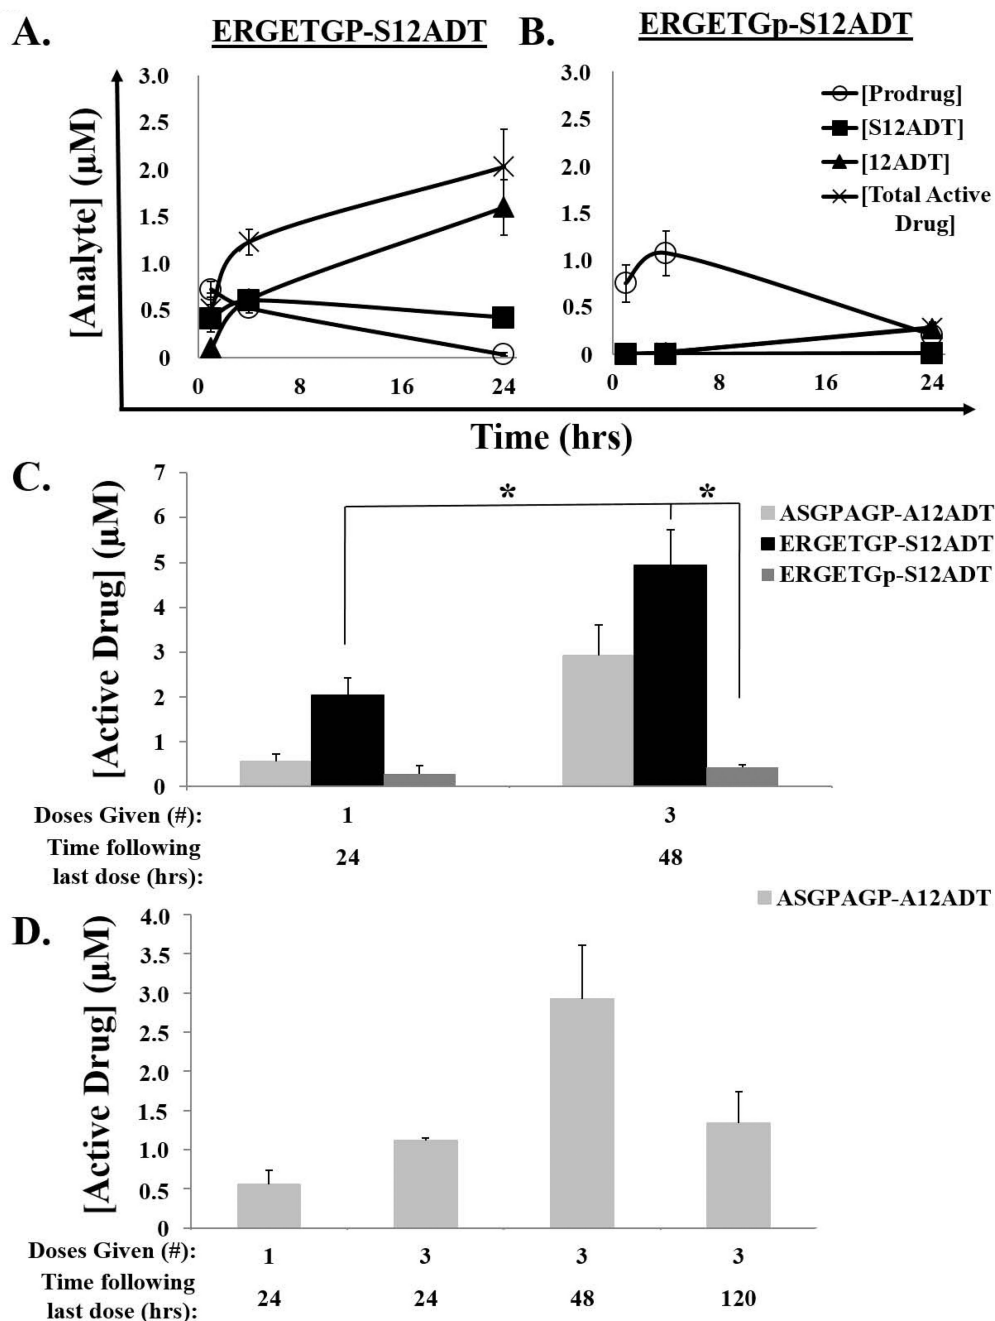 A.
ERGETGP-S12ADT
B.
ERGETGp-S12ADT
[Analyte] (µM)
3.0
2.5
2.0
1.5
1.0
0.5
0
0 8 16 24
3.0
2.5
2.0
1.5
1.0
0.5
0
0 8 16 24
[Prodrug]
[S12ADT]
[12ADT]
[Total Active
Drug]
Time (hrs)
C.
[Active Drug] (µM)
7
6
5
4
3
2
1
0
* *
ASGPAGP-A12ADT
ERGETGP-S12ADT
ERGETGp-S12ADT
Doses Given (#): 1 3
Time following
last dose (hrs): 24 48
D.
[Active Drug] (µM)
ASGPAGP-A12ADT
4.0
3.5
3.0
2.5
2.0
1.5
1.0
0.5
0
Doses Given (#): 1 3 3 3
Time following
last dose (hrs): 24 24 48 120